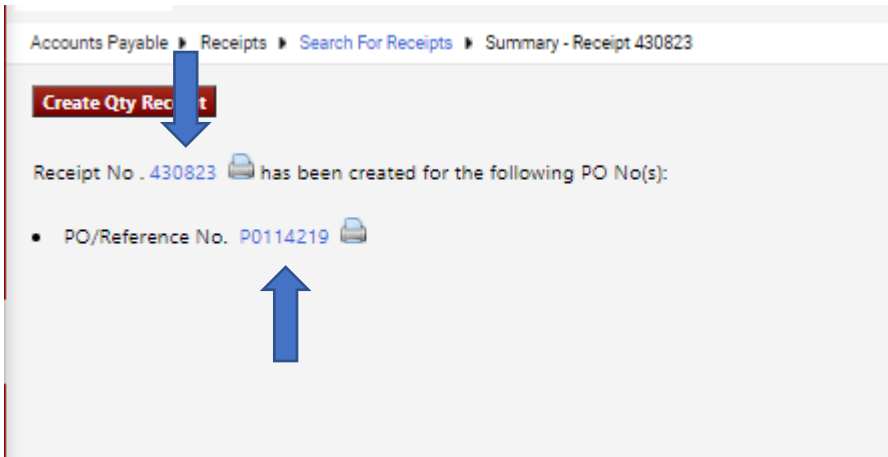 Accounts Payable ▸ Receipts ▸ Search For Receipts ▸ Summary - Receipt 430823
Create Qty Rec t
Receipt No . 430823 has been created for the following PO No(s):
• PO/Reference No. P0114219